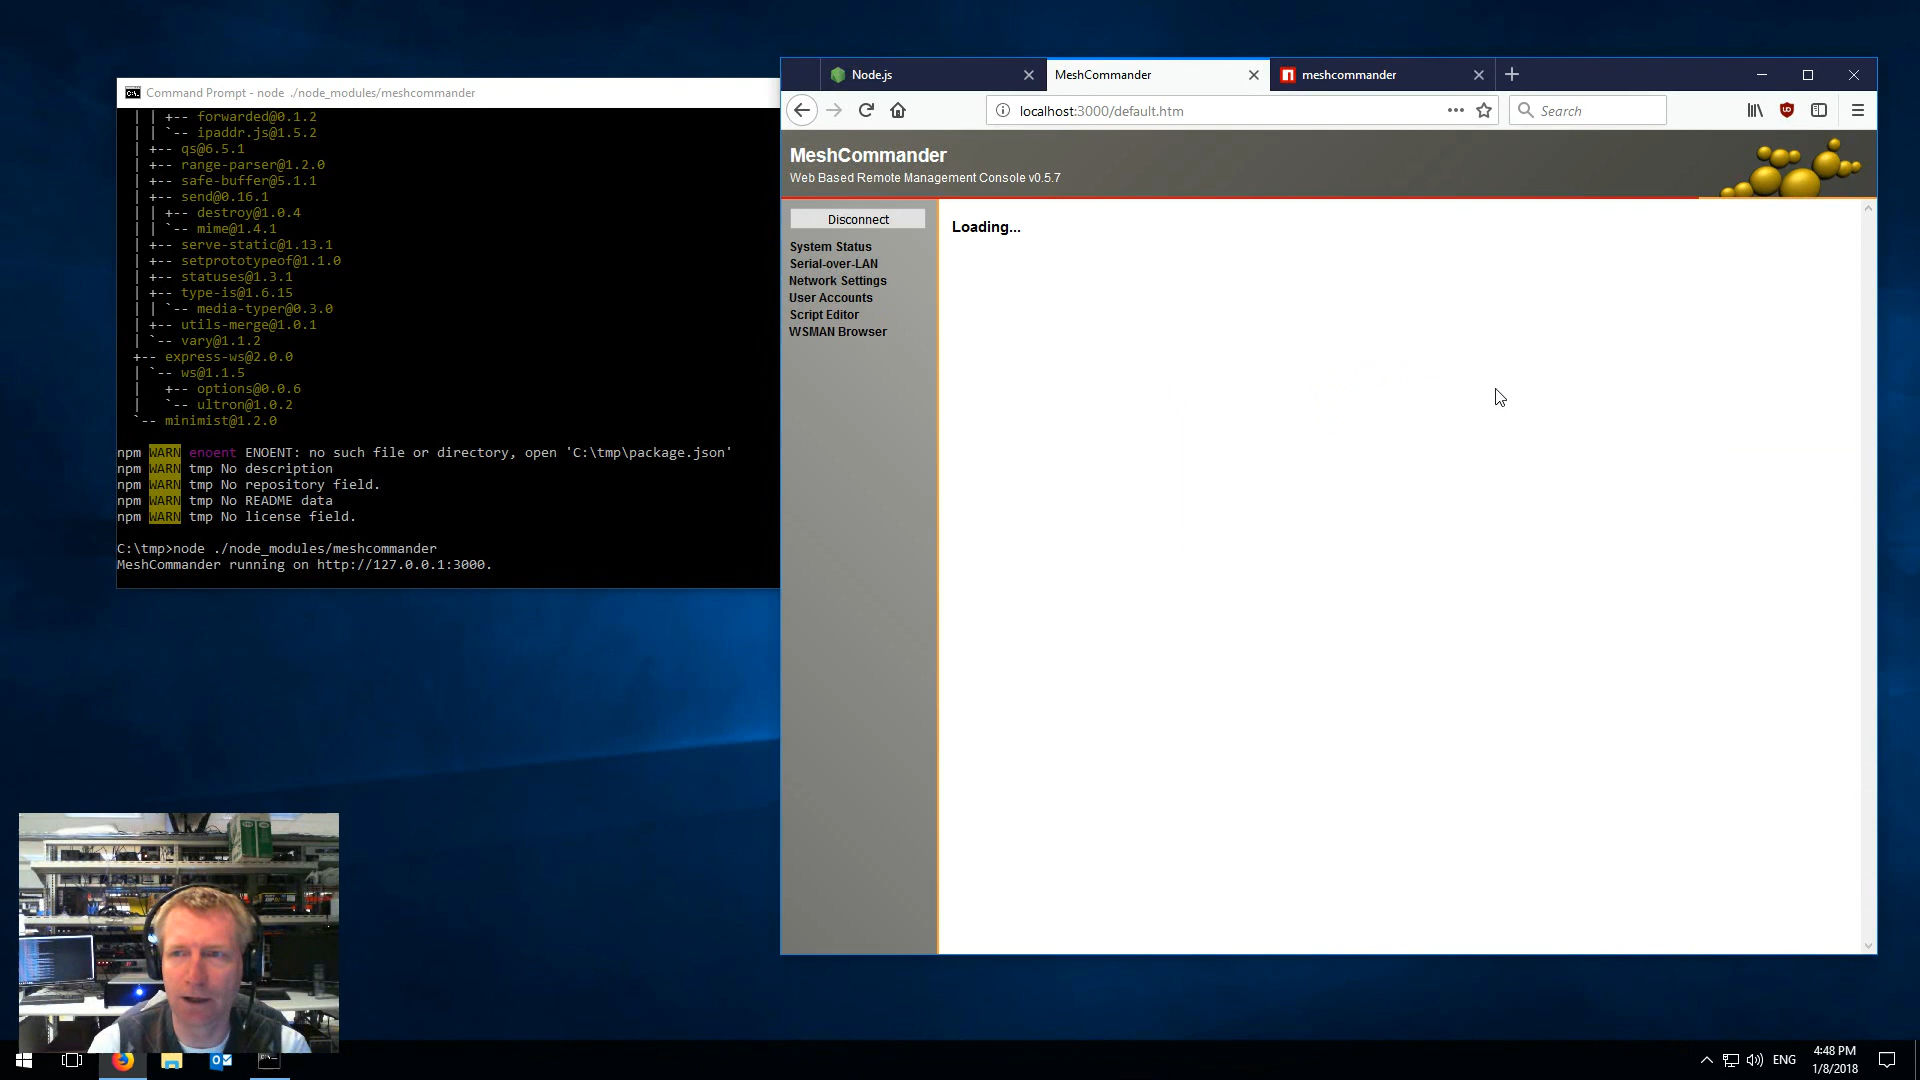 Command Prompt - node ./node_modules/meshcommander
| | +-- forwarded@0.1.2
| | `-- ipaddr.js@1.5.2
| +-- qs@6.5.1
| +-- range-parser@1.2.0
| +-- safe-buffer@5.1.1
| +-- send@0.16.1
| | +-- destroy@1.0.4
| | `-- mime@1.4.1
| +-- serve-static@1.13.1
| +-- setprototypeof@1.1.0
| +-- statuses@1.3.1
| +-- type-is@1.6.15
| | `-- media-typer@0.3.0
| +-- utils-merge@1.0.1
| `-- vary@1.1.2
+-- express-ws@2.0.0
| `-- ws@1.1.5
|   +-- options@0.0.6
|   `-- ultron@1.0.2
`-- minimist@1.2.0
npm WARN enoent ENOENT: no such file or directory, open 'C:\tmp\package.json'
npm WARN tmp No description
npm WARN tmp No repository field.
npm WARN tmp No README data
npm WARN tmp No license field.
C:\tmp>node ./node_modules/meshcommander
MeshCommander running on http://127.0.0.1:3000.
Node.js
MeshCommander
meshcommander
localhost:3000/default.htm
Search
MeshCommander
Web Based Remote Management Console v0.5.7
Disconnect
System Status
Serial-over-LAN
Network Settings
User Accounts
Script Editor
WSMAN Browser
Loading...
ENG
4:48 PM
1/8/2018